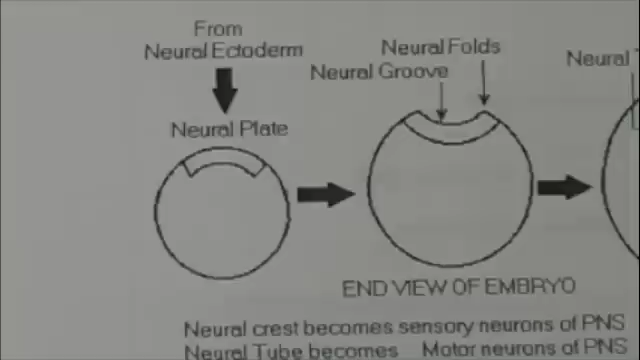 From
Neural Ectoderm
Neural Plate
Neural Folds
Neural Groove
Neural
END VIEW OF EMBRYO
Neural crest becomes sensory neurons of PNS
Neural Tube becomes Motor neurons of PNS